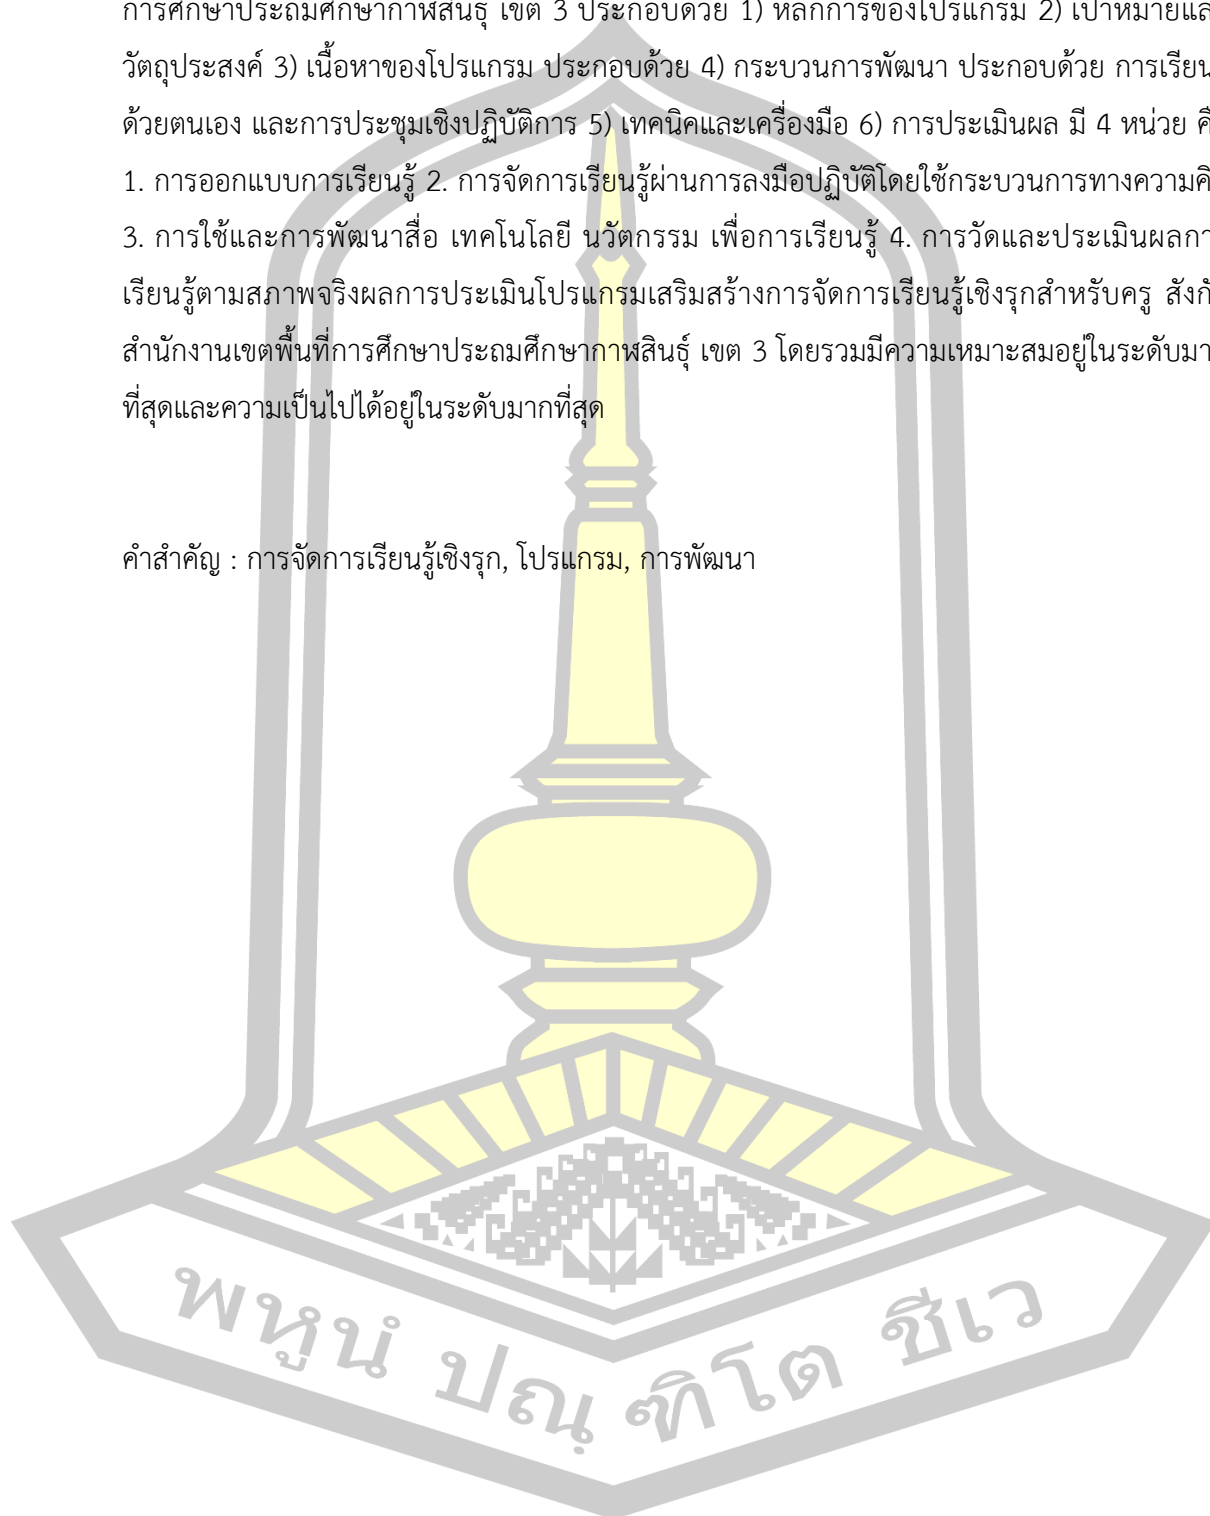 การศึกษาประถมศึกษากาฬสินธุ์ เขต 3 ประกอบด้วย 1) หลักการของโปรแกรม 2) เป้าหมายแล
วัตถุประสงค์ 3) เนื้อหาของโปรแกรม ประกอบด้วย 4) กระบวนการพัฒนา ประกอบด้วย การเรียน
ด้วยตนเอง และการประชุมเชิงปฏิบัติการ 5) เทคนิคและเครื่องมือ 6) การประเมินผล มี 4 หน่วย คื
1. การออกแบบการเรียนรู้ 2. การจัดการเรียนรู้ผ่านการลงมือปฏิบัติโดยใช้กระบวนการทางความคิ
3. การใช้และการพัฒนาสื่อ เทคโนโลยี นวัตกรรม เพื่อการเรียนรู้ 4. การวัดและประเมินผลกา
เรียนรู้ตามสภาพจริงผลการประเมินโปรแกรมเสริมสร้างการจัดการเรียนรู้เชิงรุกสำหรับครู สังกั
สำนักงานเขตพื้นที่การศึกษาประถมศึกษากาฬสินธุ์ เขต 3 โดยรวมมีความเหมาะสมอยู่ในระดับมา
ที่สุดและความเป็นไปได้อยู่ในระดับมากที่สุด
คำสำคัญ : การจัดการเรียนรู้เชิงรุก, โปรแกรม, การพัฒนา
พหูนํ ปณฺฑิโต ชีเว